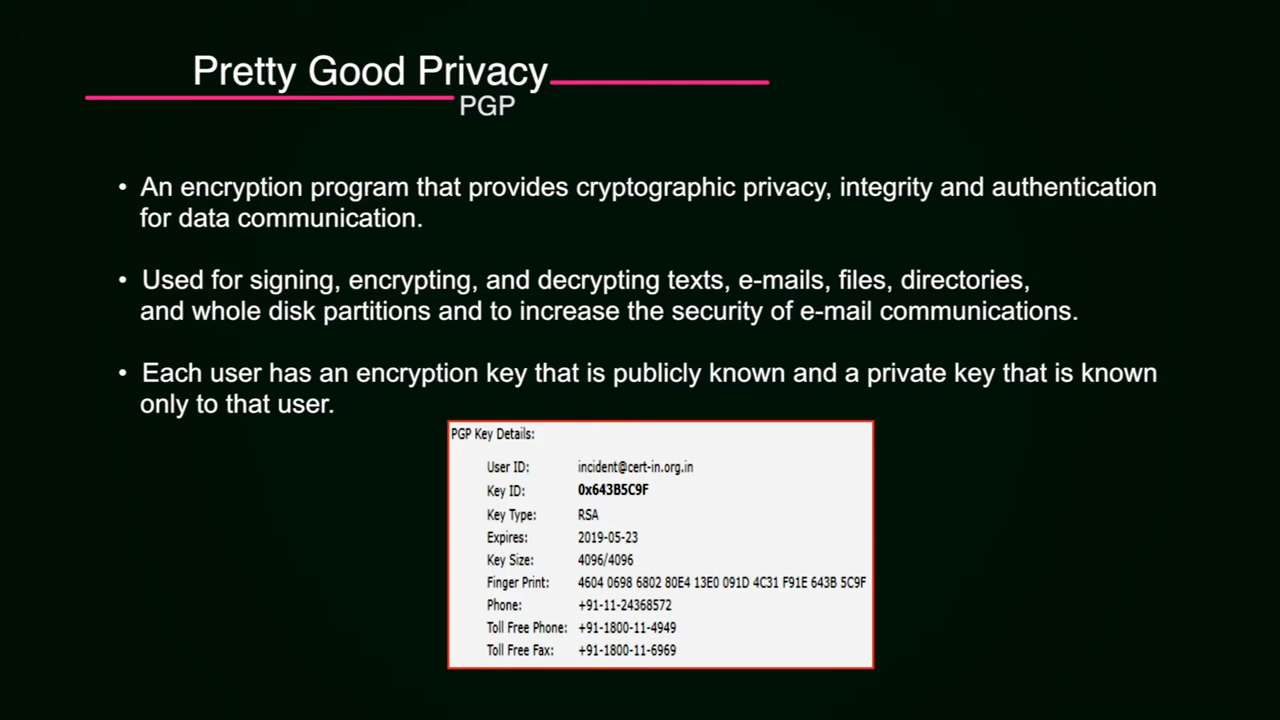 Pretty Good Privacy
PGP
• An encryption program that provides cryptographic privacy, integrity and authentication
for data communication.
• Used for signing, encrypting, and decrypting texts, e-mails, files, directories,
and whole disk partitions and to increase the security of e-mail communications.
• Each user has an encryption key that is publicly known and a private key that is known
only to that user.
PGP Key Details:
User ID: incident@cert-in.org.in
Key ID: 0x643B5C9F
Key Type: RSA
Expires: 2019-05-23
Key Size: 4096/4096
Finger Print: 4604 0698 6802 80E4 13E0 091D 4C31 F91E 643B 5C9F
Phone: +91-11-24368572
Toll Free Phone: +91-1800-11-4949
Toll Free Fax: +91-1800-11-6969